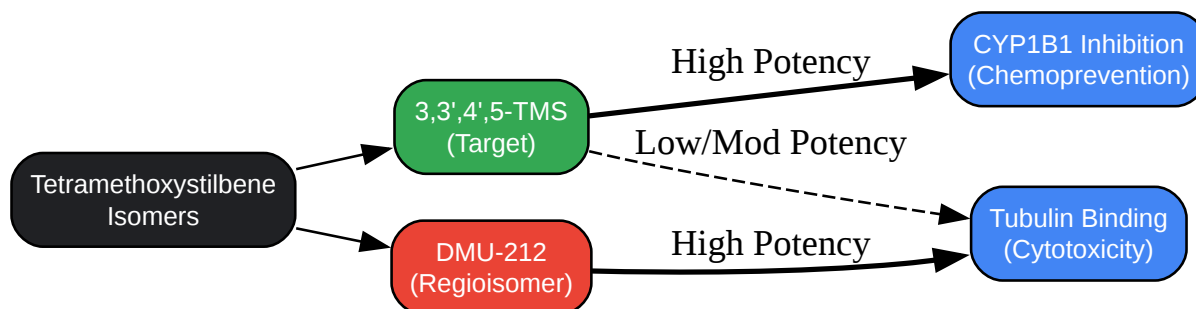 Tetramethoxystilbene
Isomers
3,3',4',5-TMS
(Target)
DMU-212
(Regioisomer)
High Potency
Low/Mod Potency
High Potency
CYP1B1 Inhibition
(Chemoprevention)
Tubulin Binding
(Cytotoxicity)